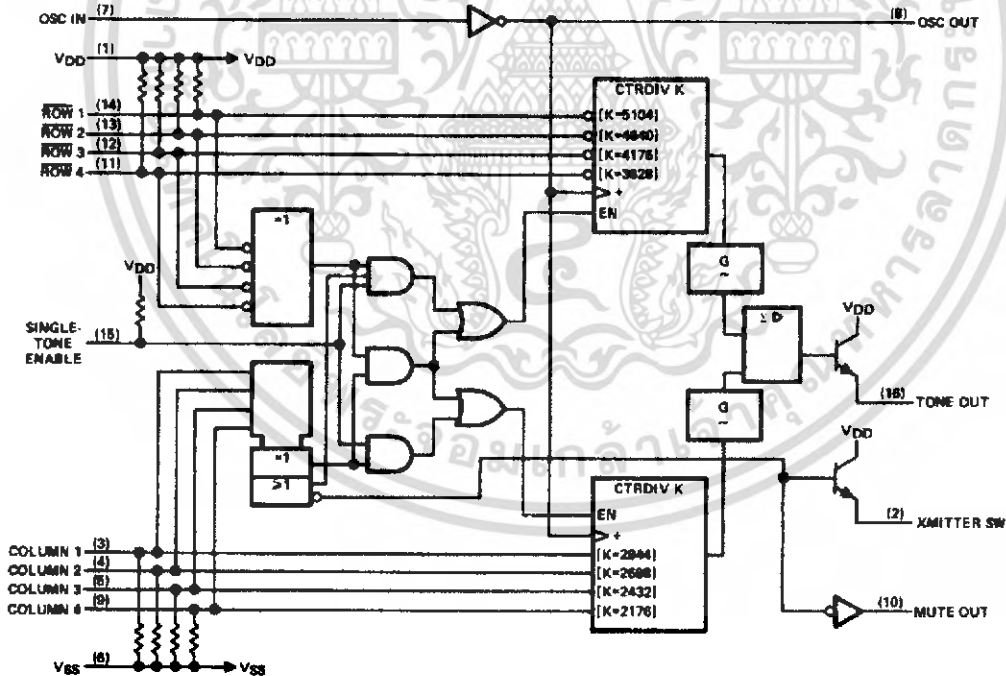 OSC IN (7)
(8) OSC OUT
VDD (1) VDD
CTRDIV K
ROW 1 (14)
[K=5104]
ROW 2 (13)
[K=4640]
ROW 3 (12)
[K=4176]
ROW 4 (11)
[K=3828]
+
EN
=1
VDD
G
~
SINGLE-
TONE
ENABLE
(15)
ΣD
VDD
(16) TONE OUT
G
~
VDD
=1
≥1
CTRDIV K
EN
+
(2) XMITTER SW
COLUMN 1 (3)
[K=2944]
COLUMN 2 (4)
[K=2688]
COLUMN 3 (5)
[K=2432]
COLUMN 4 (9)
[K=2176]
(10) MUTE OUT
VSS (6) VSS